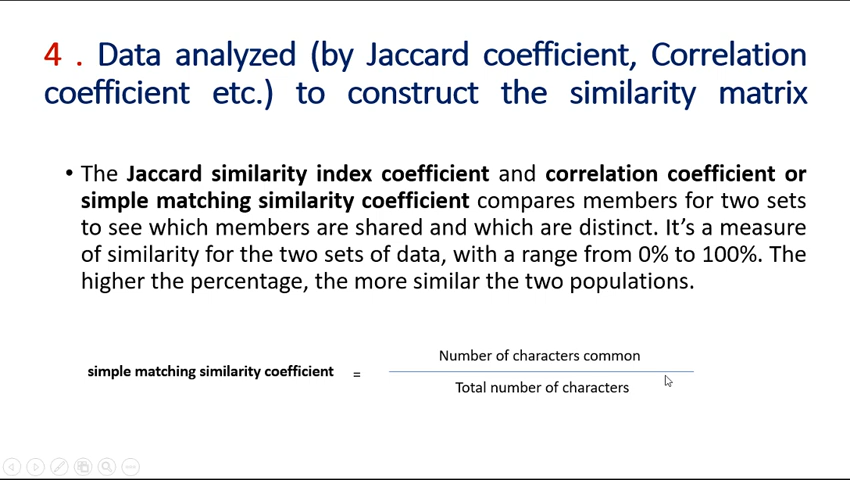 4 . Data analyzed (by Jaccard coefficient, Correlation
coefficient etc.) to construct the similarity matrix
• The Jaccard similarity index coefficient and correlation coefficient or
simple matching similarity coefficient compares members for two sets
to see which members are shared and which are distinct. It’s a measure
of similarity for the two sets of data, with a range from 0% to 100%. The
higher the percentage, the more similar the two populations.
Number of characters common
simple matching similarity coefficient =
Total number of characters